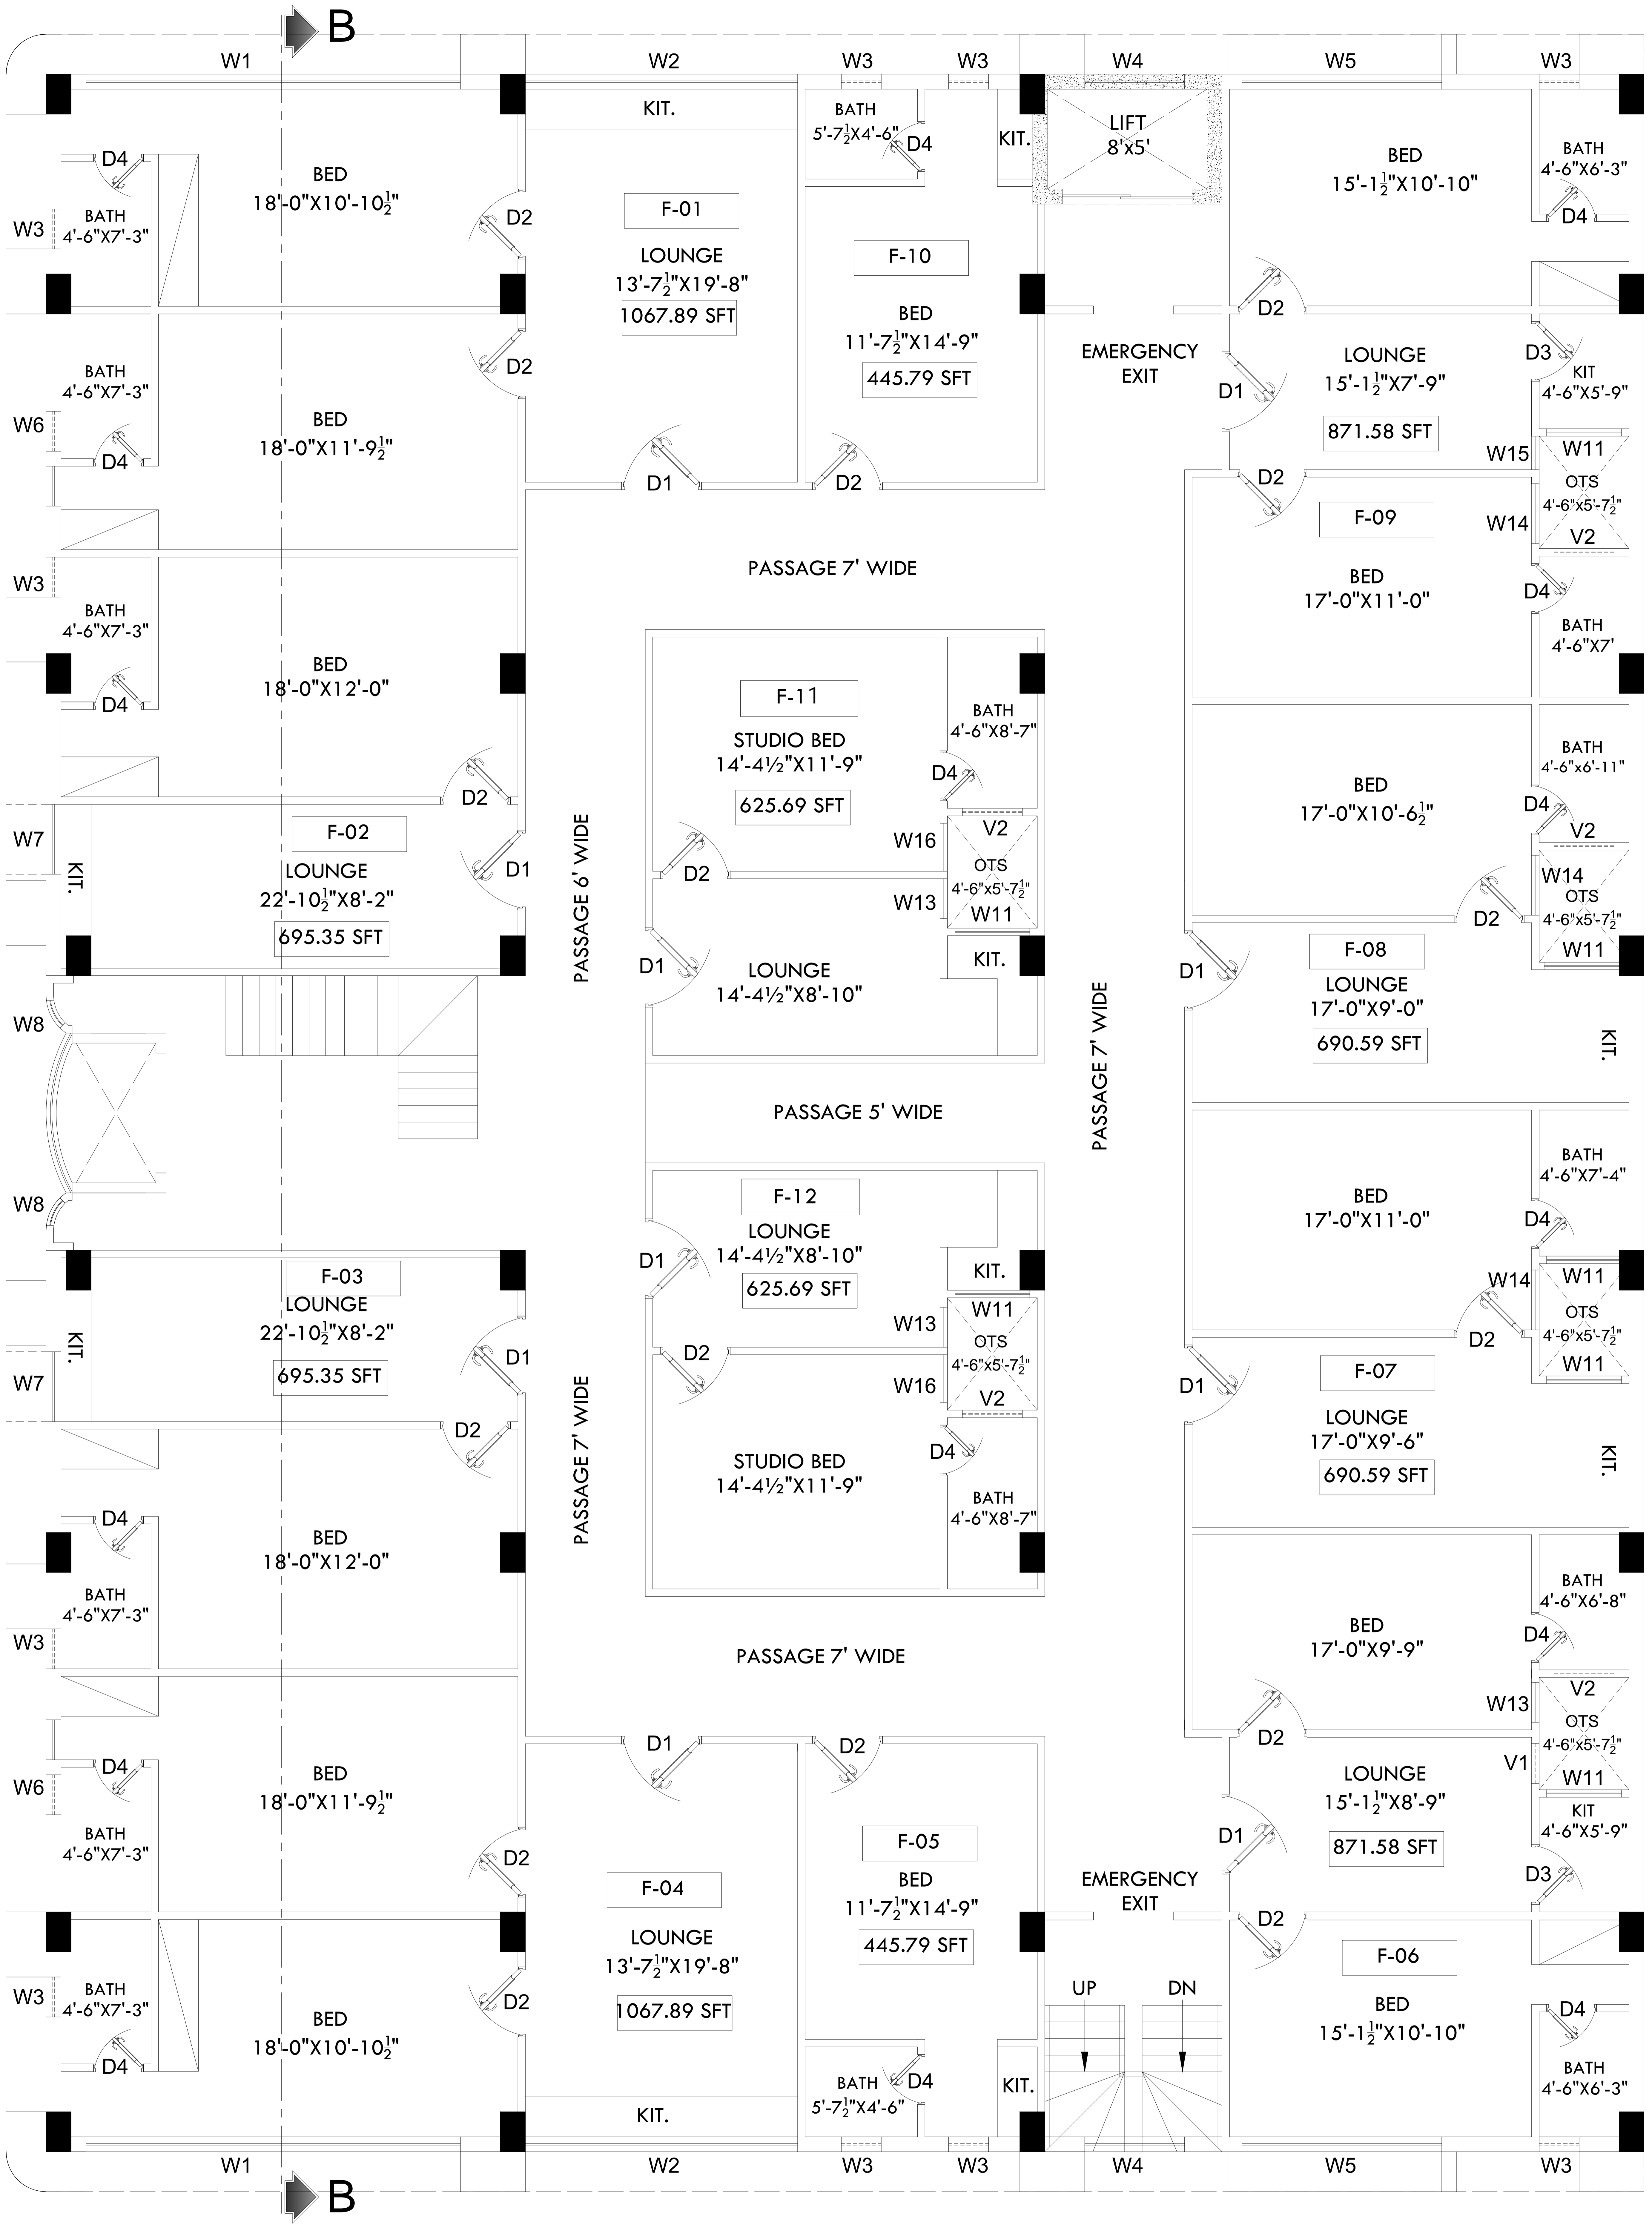 B
W1
W2
W3
W3
W4
W5
W3
KIT.
BATH
5'-7½X4'-6"
D4
KIT.
LIFT
8'x5'
BED
15'-1½"X10'-10"
BATH
4'-6"X6'-3"
D4
D4
BATH
4'-6"X7'-3"
W3
BED
18'-0"X10'-10½"
D2
F-01
LOUNGE
13'-7½"X19'-8"
1067.89 SFT
F-10
BED
11'-7½"X14'-9"
445.79 SFT
D2
EMERGENCY
EXIT
D1
LOUNGE
15'-1½"X7'-9"
871.58 SFT
D3
KIT
4'-6"X5'-9"
BATH
4'-6"X7'-3"
W6
D4
BED
18'-0"X11'-9½"
D2
D1
D2
D2
W15
W11
OTS
4'-6"x5'-7½"
V2
F-09
W14
BED
17'-0"X11'-0"
D4
BATH
4'-6"X7'
PASSAGE 7' WIDE
W3
BATH
4'-6"X7'-3"
D4
BED
18'-0"X12'-0"
D2
F-11
STUDIO BED
14'-4½"X11'-9"
625.69 SFT
BATH
4'-6"X8'-7"
D4
BED
17'-0"X10'-6½"
BATH
4'-6"x6'-11"
D4
V2
W14
OTS
4'-6"x5'-7½"
W11
D2
W7
KIT.
F-02
LOUNGE
22'-10½"X8'-2"
695.35 SFT
D1
PASSAGE 6' WIDE
D2
W16
V2
OTS
4'-6"x5'-7½"
W13
W11
D1
LOUNGE
14'-4½"X8'-10"
KIT.
D1
F-08
LOUNGE
17'-0"X9'-0"
690.59 SFT
KIT.
W8
PASSAGE 7' WIDE
PASSAGE 5' WIDE
W8
BED
17'-0"X11'-0"
BATH
4'-6"X7'-4"
D4
W14
W11
OTS
4'-6"x5'-7½"
W11
D2
F-12
LOUNGE
14'-4½"X8'-10"
625.69 SFT
D1
KIT.
W13
W11
OTS
4'-6"x5'-7½"
W16
V2
D2
F-03
LOUNGE
22'-10½"X8'-2"
695.35 SFT
KIT.
W7
D1
D2
PASSAGE 7' WIDE
D1
F-07
LOUNGE
17'-0"X9'-6"
690.59 SFT
KIT.
STUDIO BED
14'-4½"X11'-9"
D4
BATH
4'-6"X8'-7"
D4
BED
18'-0"X12'-0"
BATH
4'-6"X7'-3"
W3
PASSAGE 7' WIDE
BED
17'-0"X9'-9"
BATH
4'-6"X6'-8"
D4
W13
V2
OTS
4'-6"x5'-7½"
V1
W11
D2
D1
D2
D4
W6
BATH
4'-6"X7'-3"
BED
18'-0"X11'-9½"
D2
LOUNGE
15'-1½"X8'-9"
871.58 SFT
D1
KIT
4'-6"X5'-9"
D3
F-04
LOUNGE
13'-7½"X19'-8"
1067.89 SFT
F-05
BED
11'-7½"X14'-9"
445.79 SFT
EMERGENCY
EXIT
D2
F-06
BED
15'-1½"X10'-10"
D4
BATH
4'-6"X6'-3"
W3
BATH
4'-6"X7'-3"
D4
BED
18'-0"X10'-10½"
D2
UP
DN
KIT.
BATH
5'-7½"X4'-6"
D4
KIT.
W1
W2
W3
W3
W4
W5
W3
B